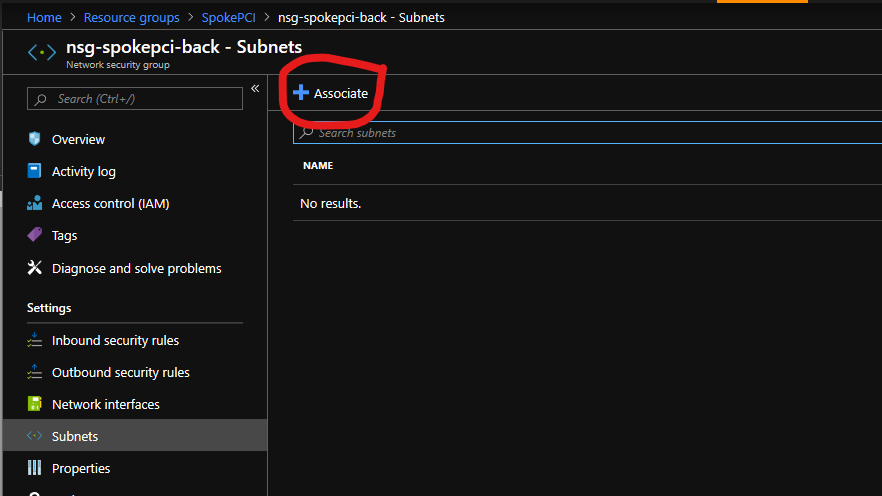 Home > Resource groups > SpokePCI > nsg-spokepci-back - Subnets
nsg-spokepci-back - Subnets
Network security group
Search (Ctrl+/)
«
Associate
Search subnets
NAME
No results.
Overview
Activity log
Access control (IAM)
Tags
Diagnose and solve problems
Settings
Inbound security rules
Outbound security rules
Network interfaces
Subnets
Properties